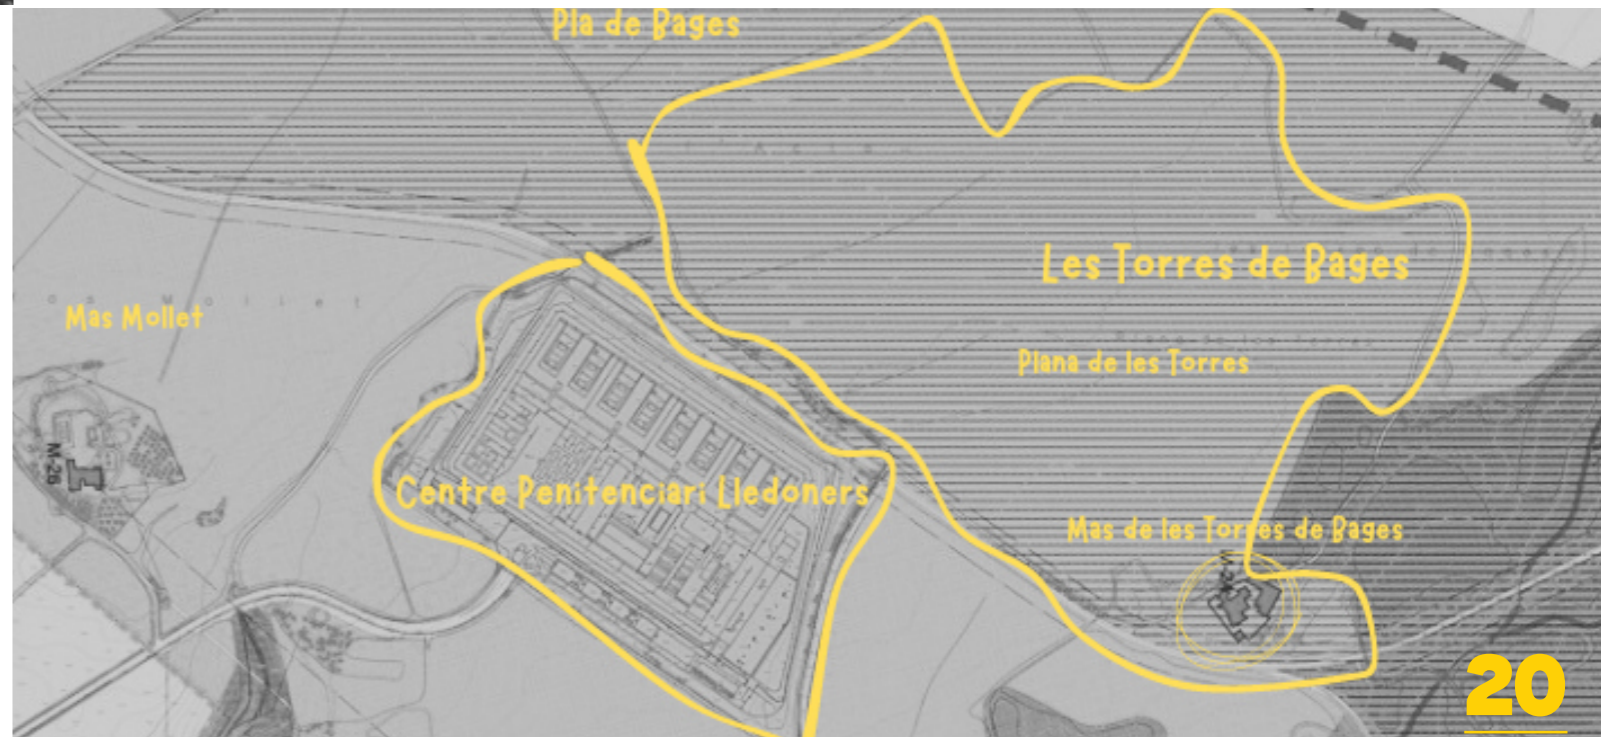 Pla de Bages
Les Torres de Bages
Mas Mollet
Plana de les Torres
Centre Penitenciari Lledoners
Mas de les Torres de Bages
M-26
20